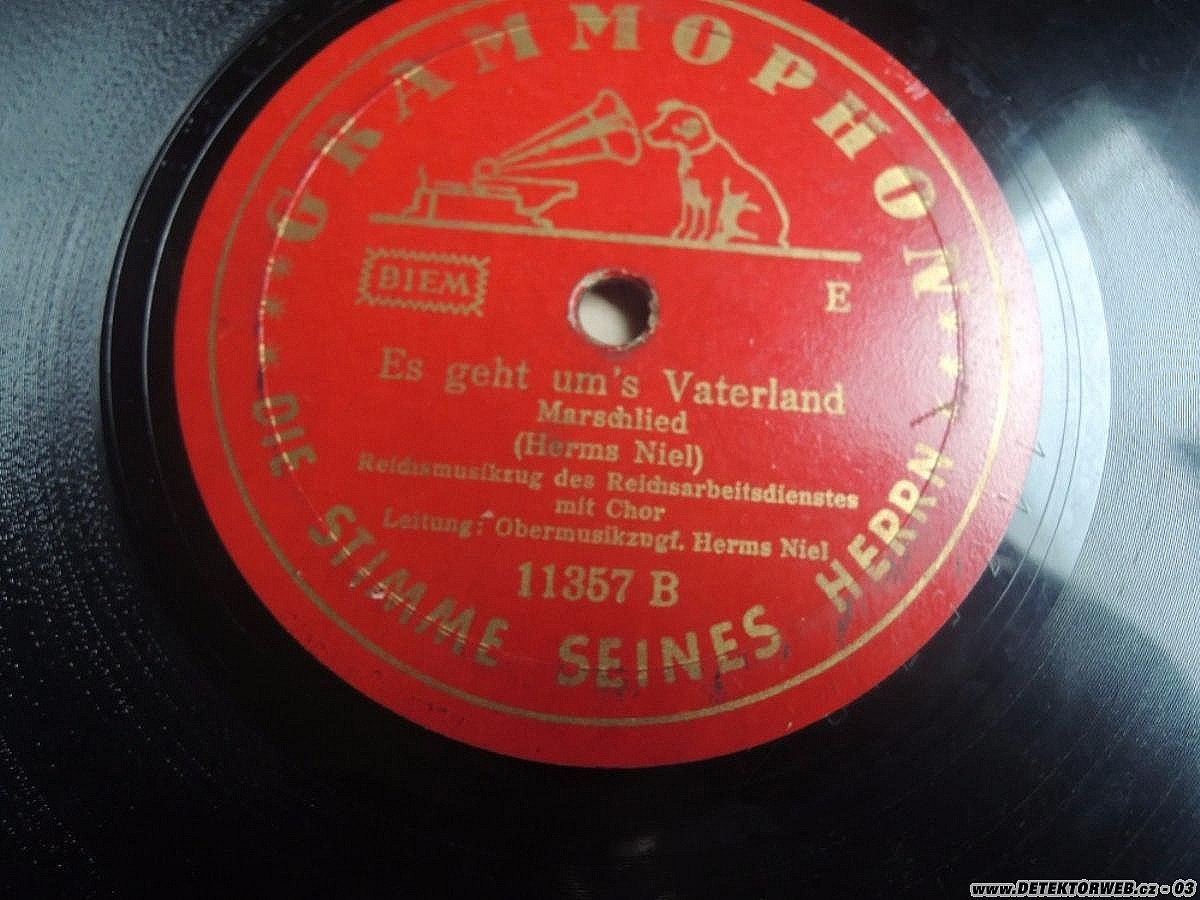 GRAMMOPHON
BIEM
E
Es geht um's Vaterland
Marschlied
(Herms Niel)
Reichsmusikzug des Reichsarbeitsdienstes
mit Chor
Leitung: Obermusikzugf. Herms Niel
11357 B
DIE STIMME SEINES HERRN
www.DETEKTORWEB.cz - 03